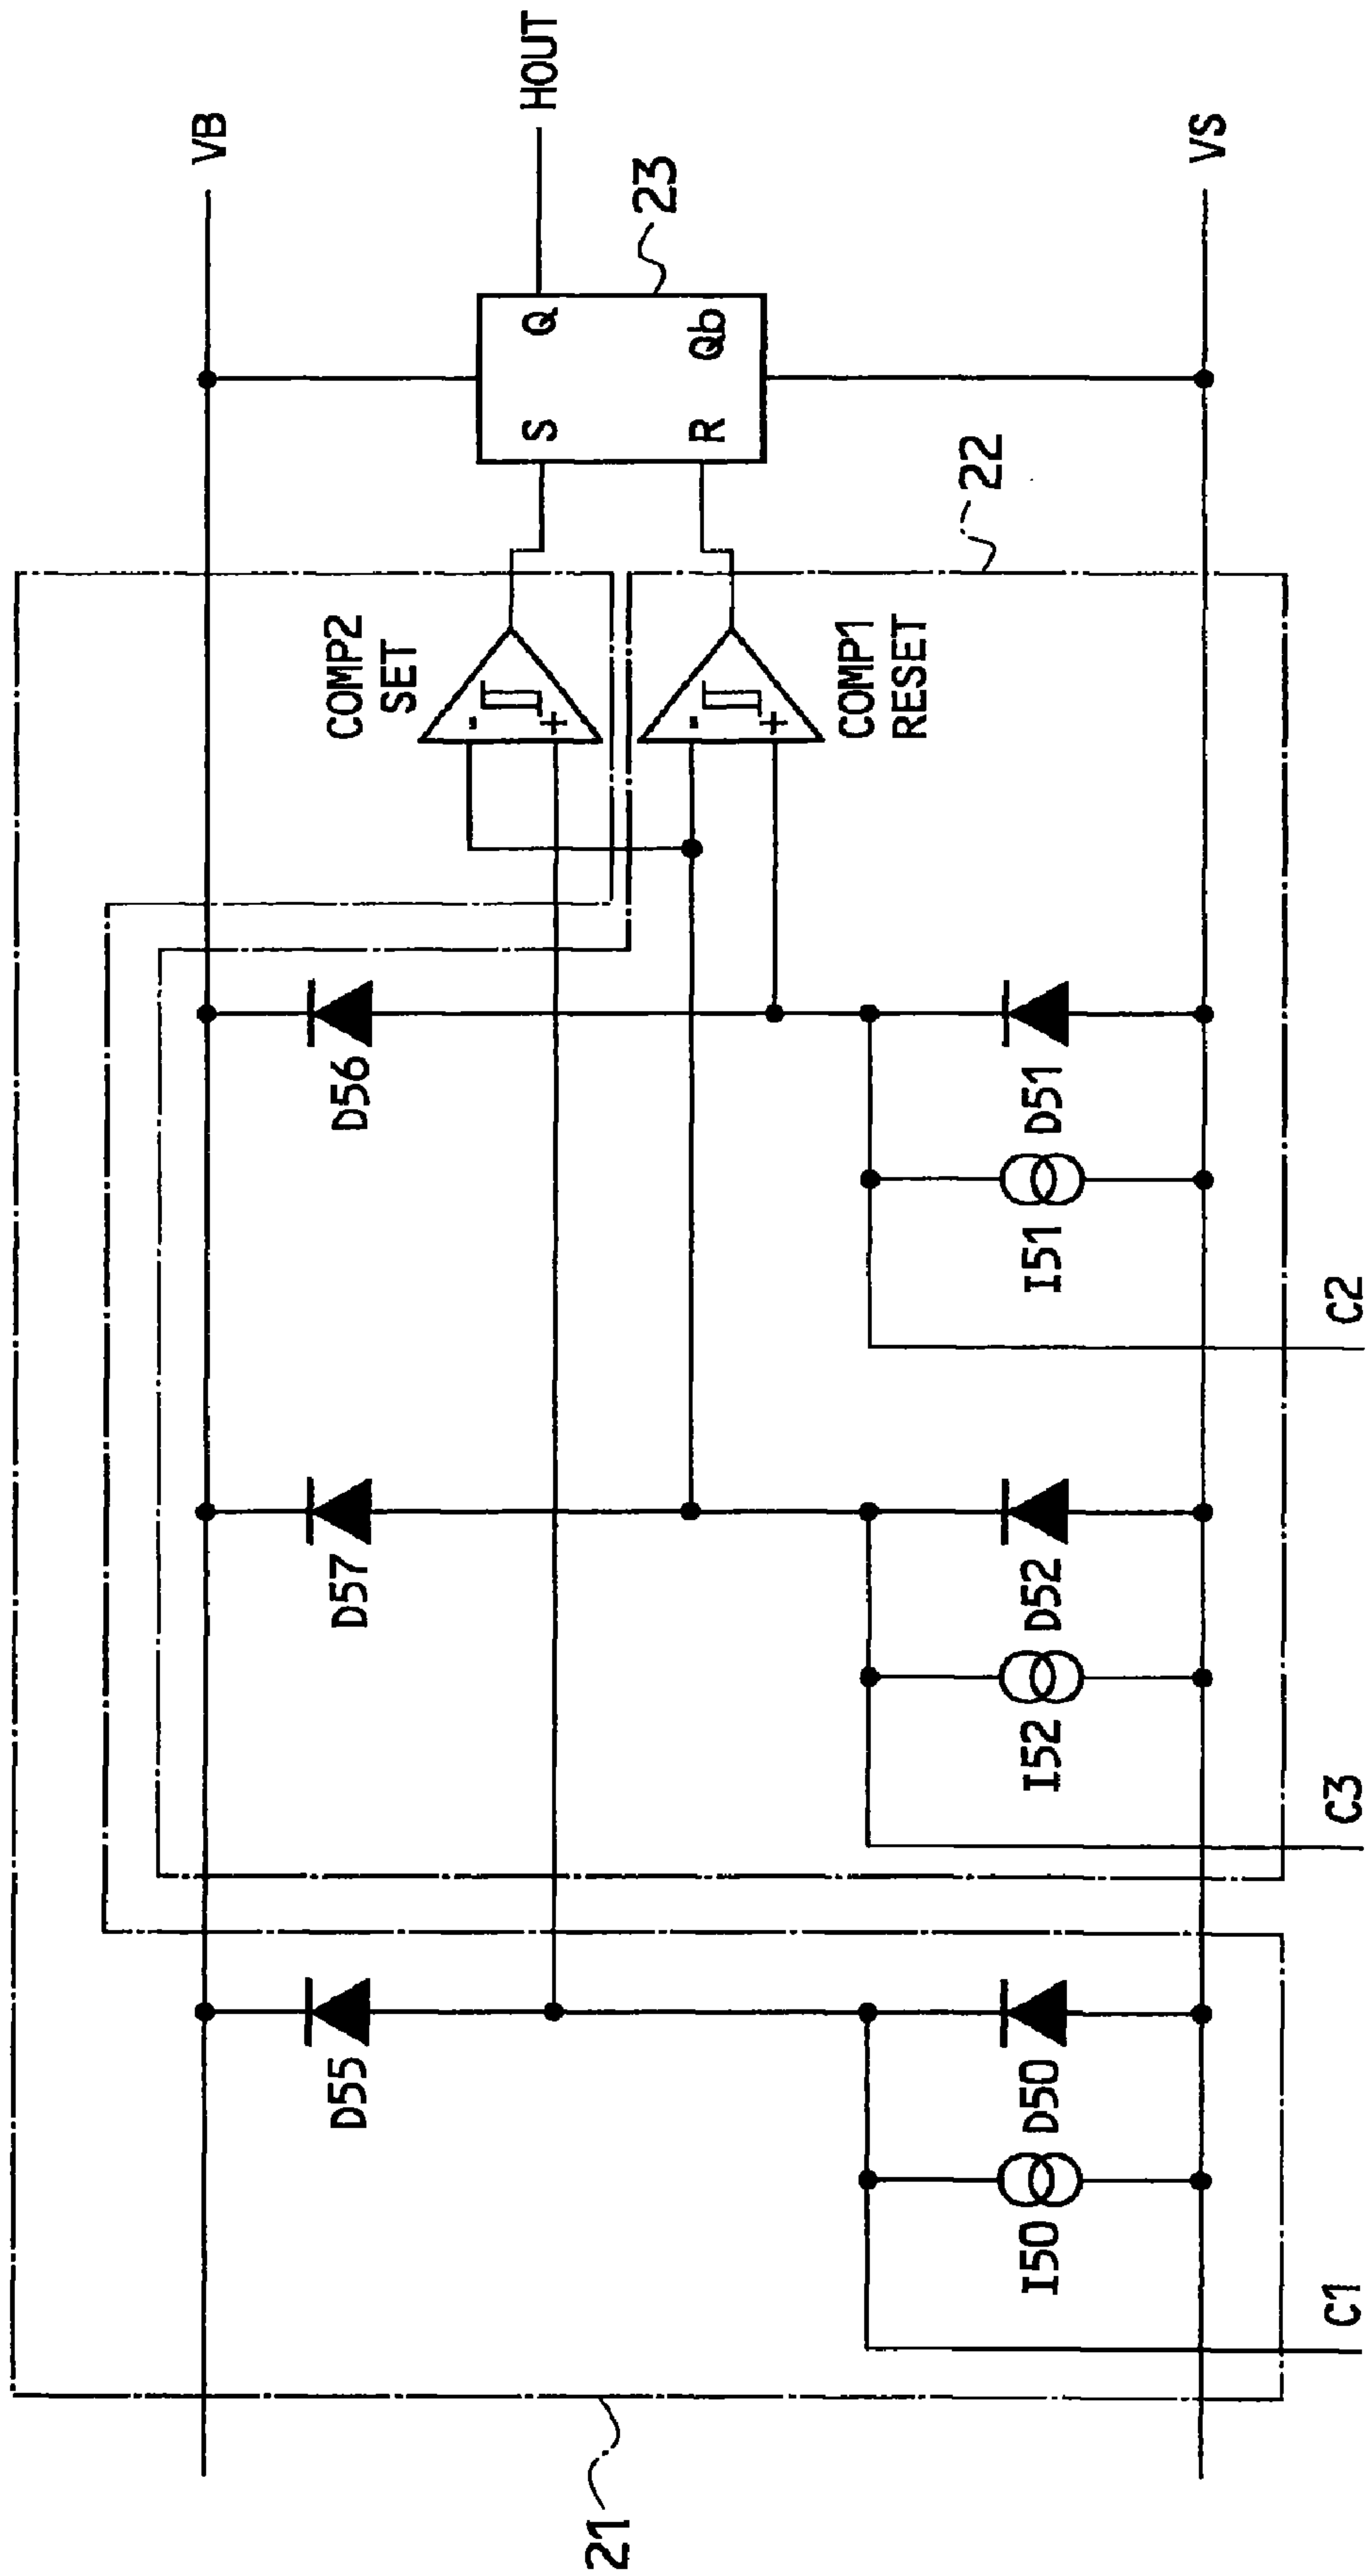 VB
HOUT
COMP2
SET
S
Q
23
R
Qb
-
+
-
+
COMP1
RESET
22
D55
D57
D56
I50
D50
I52
D52
I51
D51
VS
21
C1
C3
C2